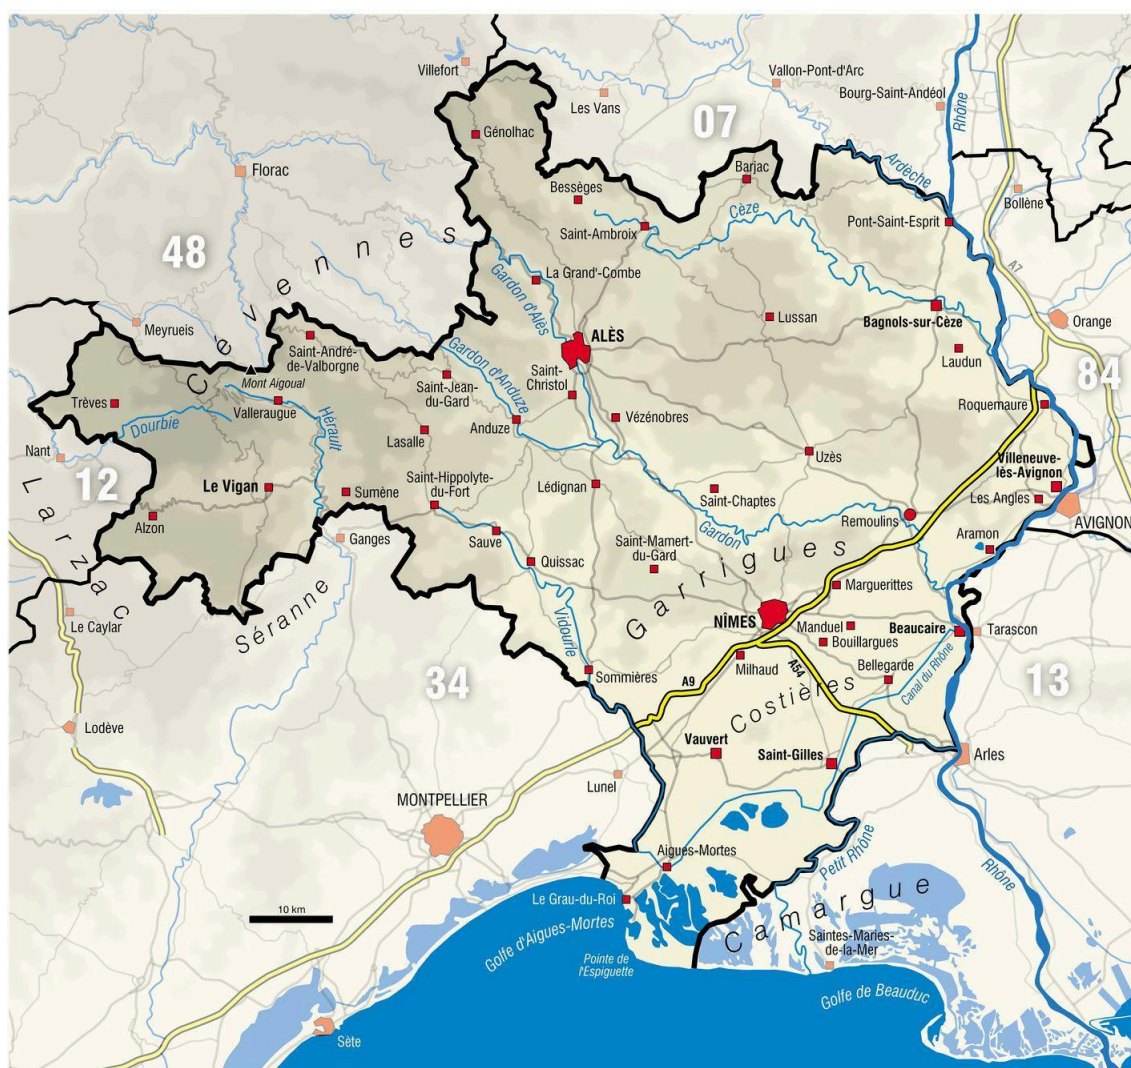 Villefort
Vallon-Pont-d'Arc
Bourg-Saint-Andéol
Les Vans
07
Rhône
Génolhac
Florac
Barjac
Ardèche
Bessèges
Bollène
Cèze
Pont-Saint-Esprit
Saint-Ambroix
48
Cévennes
A7
La Grand'-Combe
Gardon d'Alès
Lussan
Bagnols-sur-Cèze
Orange
Meyrueis
ALÈS
Saint-André-
de-Valborgne
Gardon d'Anduze
Laudun
84
Mont Aigoual
Saint-
Christol
Saint-Jean-
du-Gard
Trèves
Valleraugue
Roquemaure
Dourbie
Hérault
Lasalle
Anduze
Vézénobres
Nant
Uzès
Villeneuve-
lès-Avignon
12
Larzac
Le Vigan
Sumène
Saint-Hippolyte-
du-Fort
Lédignan
Saint-Chaptes
Les Angles
Alzon
Remoulins
AVIGNON
Ganges
Sauve
Gardon
Aramon
Quissac
Saint-Mamert-
du-Gard
Garrigues
Marguerittes
Séranne
Le Caylar
Vidourle
NÎMES
Manduel
Bouillargues
Beaucaire
Tarascon
Milhaud
Bellegarde
Canal du Rhône
34
Sommières
A9
A54
13
Costières
Lodève
Vauvert
Saint-Gilles
Arles
Lunel
MONTPELLIER
Aigues-Mortes
Petit Rhône
Rhône
Le Grau-du-Roi
Camargue
10 km
Golfe d'Aigues-Mortes
Saintes-Maries-
de-la-Mer
Pointe de
l'Espiguette
Golfe de Beauduc
Sète